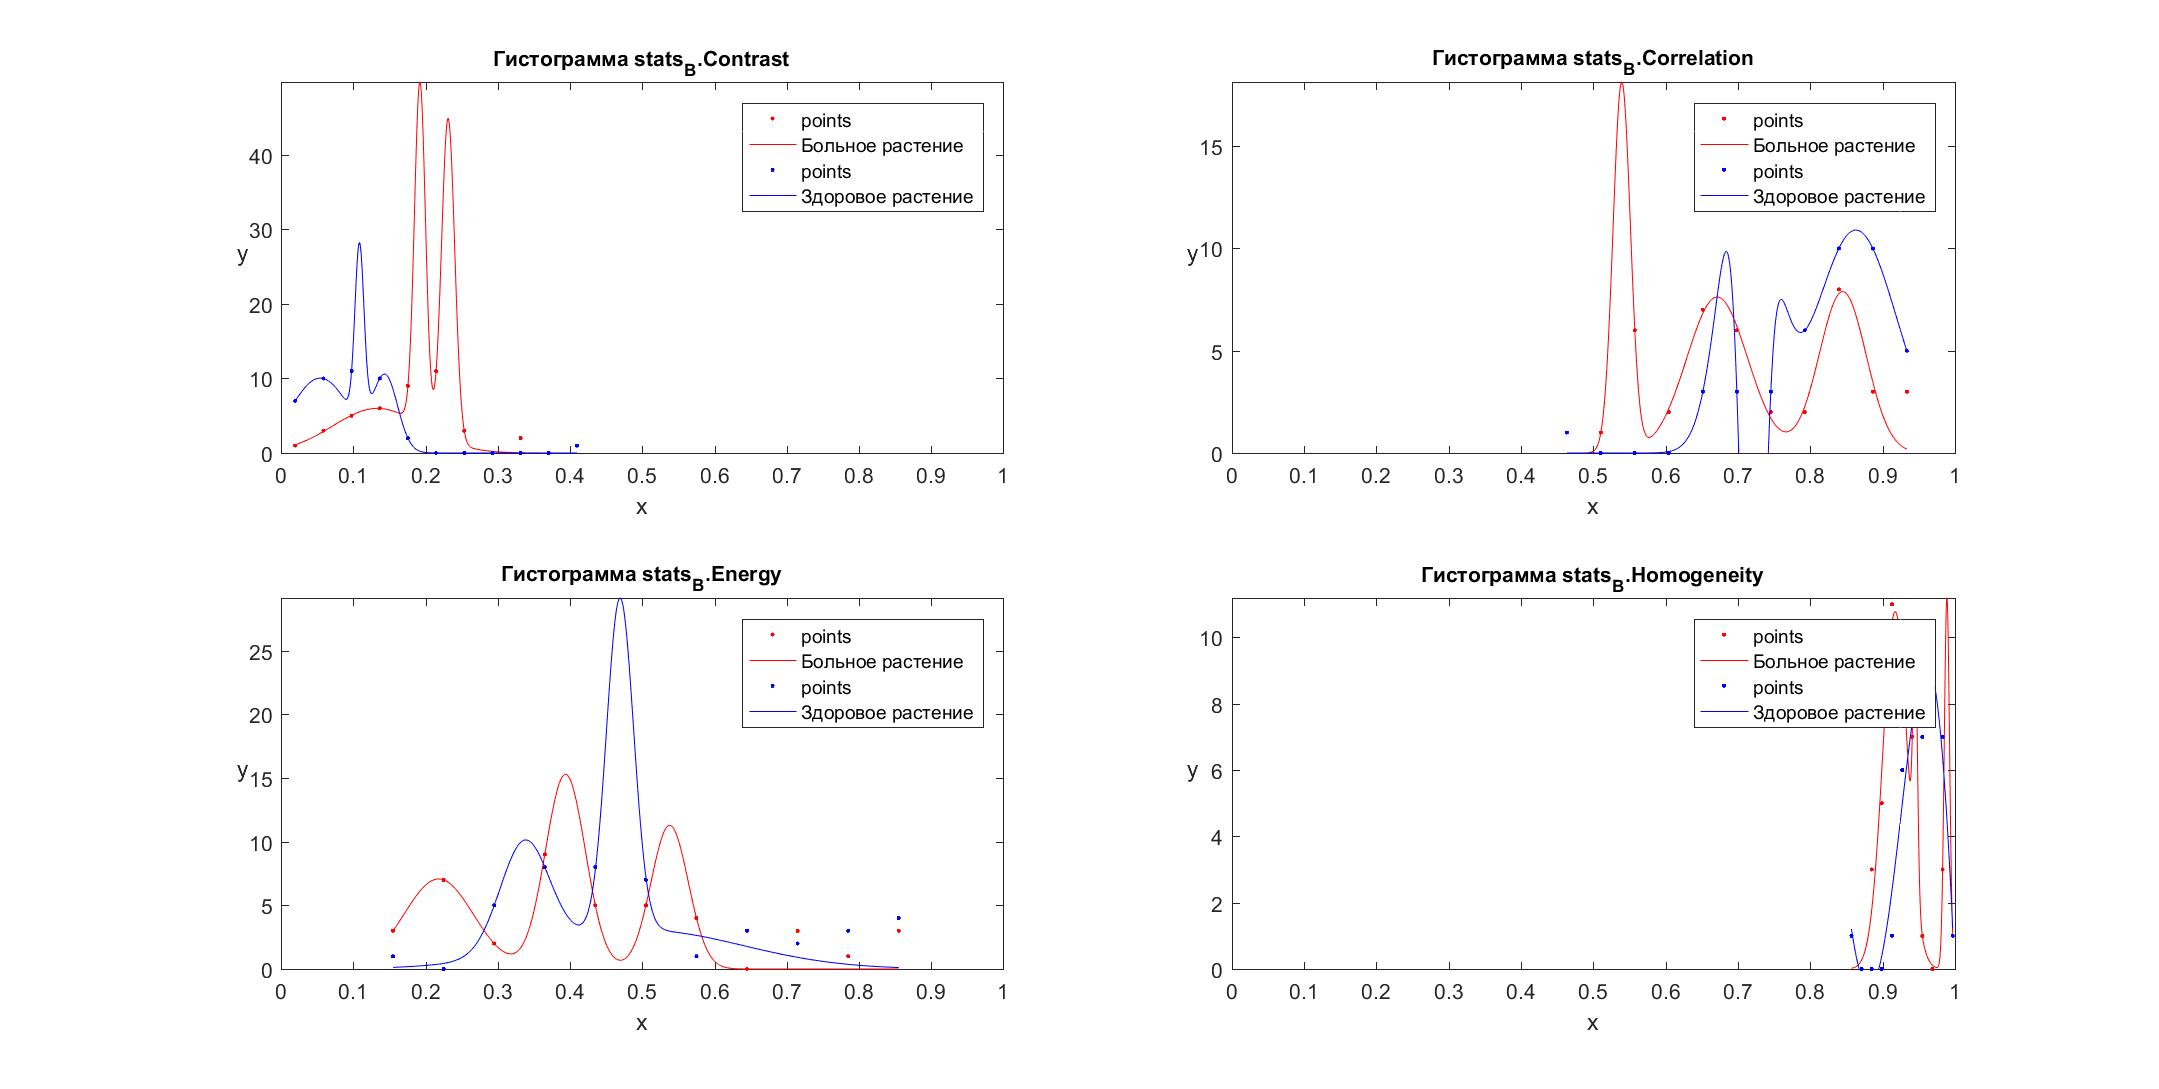 Гистограмма stats_B.Contrast
y
40
30
20
10
0
0 0.1 0.2 0.3 0.4 0.5 0.6 0.7 0.8 0.9 1
x
points
Больное растение
points
Здоровое растение
Гистограмма stats_B.Correlation
y
15
10
5
0
0 0.1 0.2 0.3 0.4 0.5 0.6 0.7 0.8 0.9 1
x
points
Больное растение
points
Здоровое растение
Гистограмма stats_B.Energy
y
25
20
15
10
5
0
0 0.1 0.2 0.3 0.4 0.5 0.6 0.7 0.8 0.9 1
x
points
Больное растение
points
Здоровое растение
Гистограмма stats_B.Homogeneity
y
10
8
6
4
2
0
0 0.1 0.2 0.3 0.4 0.5 0.6 0.7 0.8 0.9 1
x
points
Больное растение
points
Здоровое растение